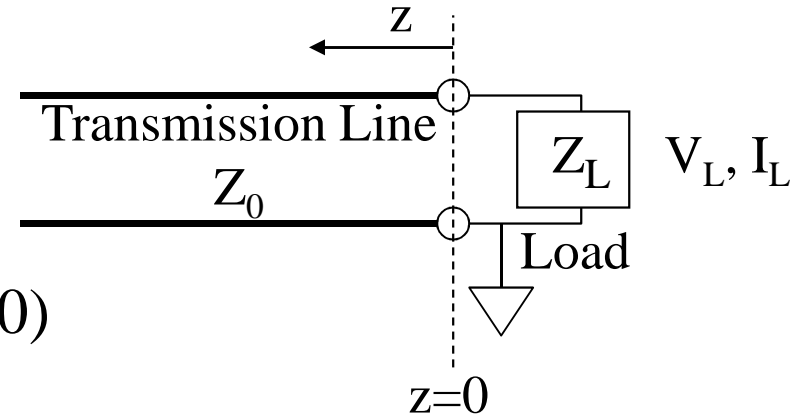 z
Transmission Line
Z0
ZL
VL, IL
Load
0)
z=0